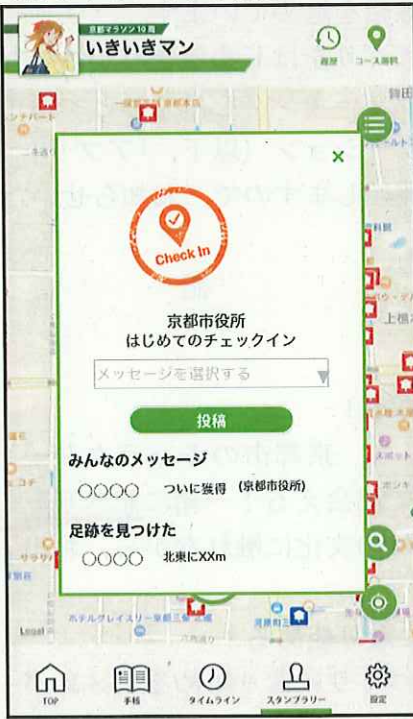 京都マラソン10周
いきいきマン
履歴
コース選択
Check In
京都市役所
はじめてのチェックイン
メッセージを選択する
投稿
みんなのメッセージ
○○○○ ついに獲得 (京都市役所)
足跡を見つけた
○○○○ 北東にXXm
Legal
TOP
手帳
タイムライン
スタンプラリー
設定